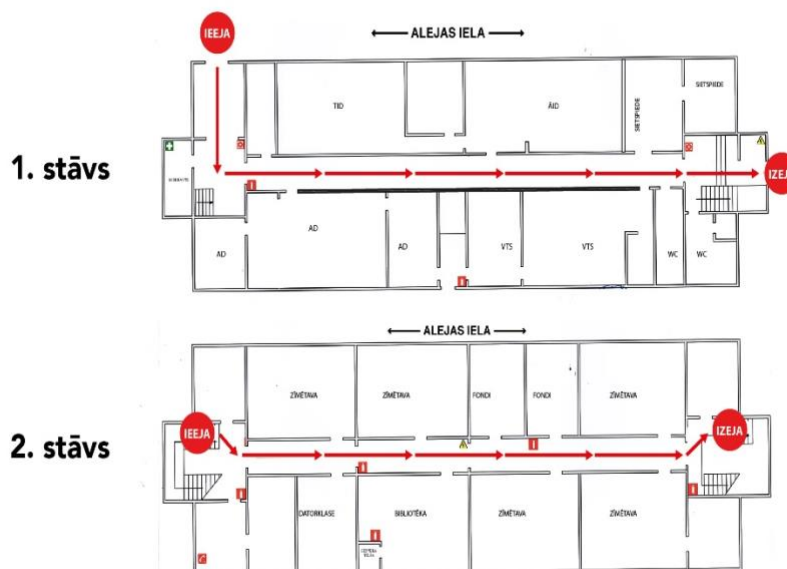 IEEJA
ALEJAS IELA
1. stāvs
TIID
ĀID
SIETSPIEDE
SIETSPIEDE
IZEJA
AD
AD
AD
VTS
VTS
WC
WC
ALEJAS IELA
2. stāvs
IEEJA
ZĪMĒTAVA
ZĪMĒTAVA
FONDI
FONDI
ZĪMĒTAVA
IZEJA
DATORKLASE
BIBLIOTĒKA
ZĪMĒTAVA
ZĪMĒTAVA